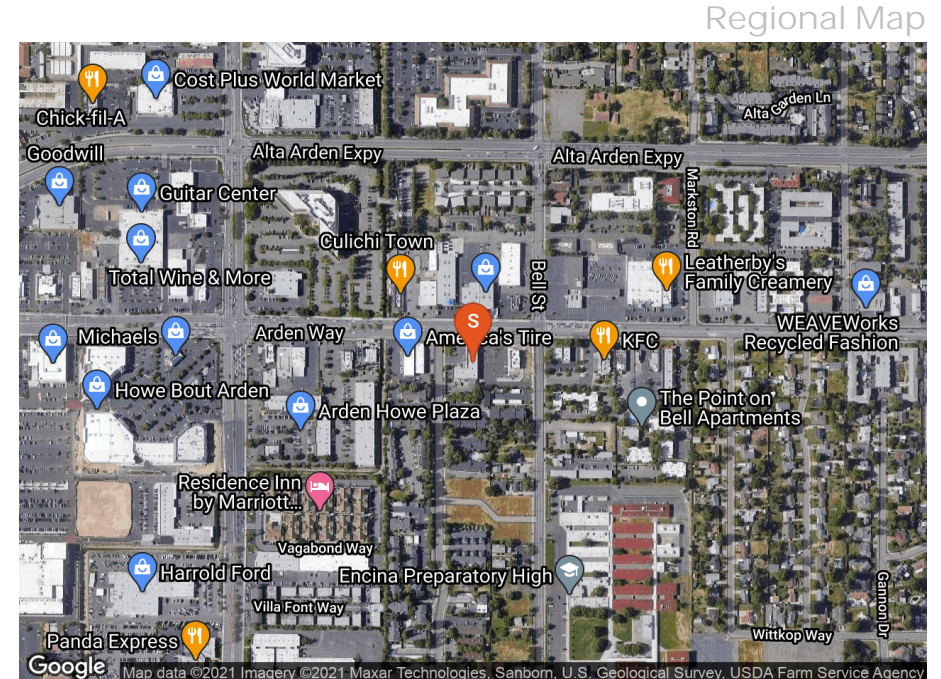 Regional Map
Cost Plus World Market
Chick-fil-A
Alta Garden Ln
Goodwill
Alta Arden Expy
Alta Arden Expy
Guitar Center
Markston Rd
Culichi Town
Total Wine & More
Bell St
Leatherby's
Family Creamery
S
Michaels
Arden Way
America's Tire
KFC
WEAVEWorks
Recycled Fashion
Howe Bout Arden
Arden Howe Plaza
The Point on
Bell Apartments
Residence Inn
by Marriott...
Vagabond Way
Harrold Ford
Encina Preparatory High
Villa Font Way
Gannon Dr
Panda Express
Wittkop Way
Google
Map data ©2021 Imagery ©2021 Maxar Technologies, Sanborn, U.S. Geological Survey, USDA Farm Service Agency